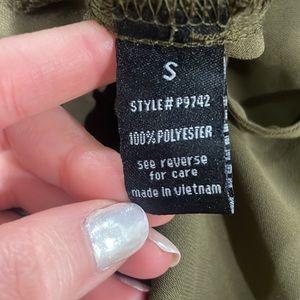 S
STYLE# P9742
100% POLYESTER
see reverse
for care
made in vietnam